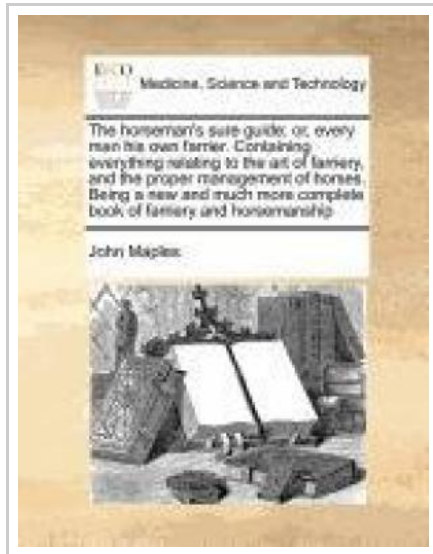 ECCO
Medicine, Science and Technology
The horseman's sure guide; or, every
man his own farrier. Containing
everything relating to the art of farriery,
and the proper management of horses.
Being a new and much more complete
book of farriery and horsemanship
John Maples